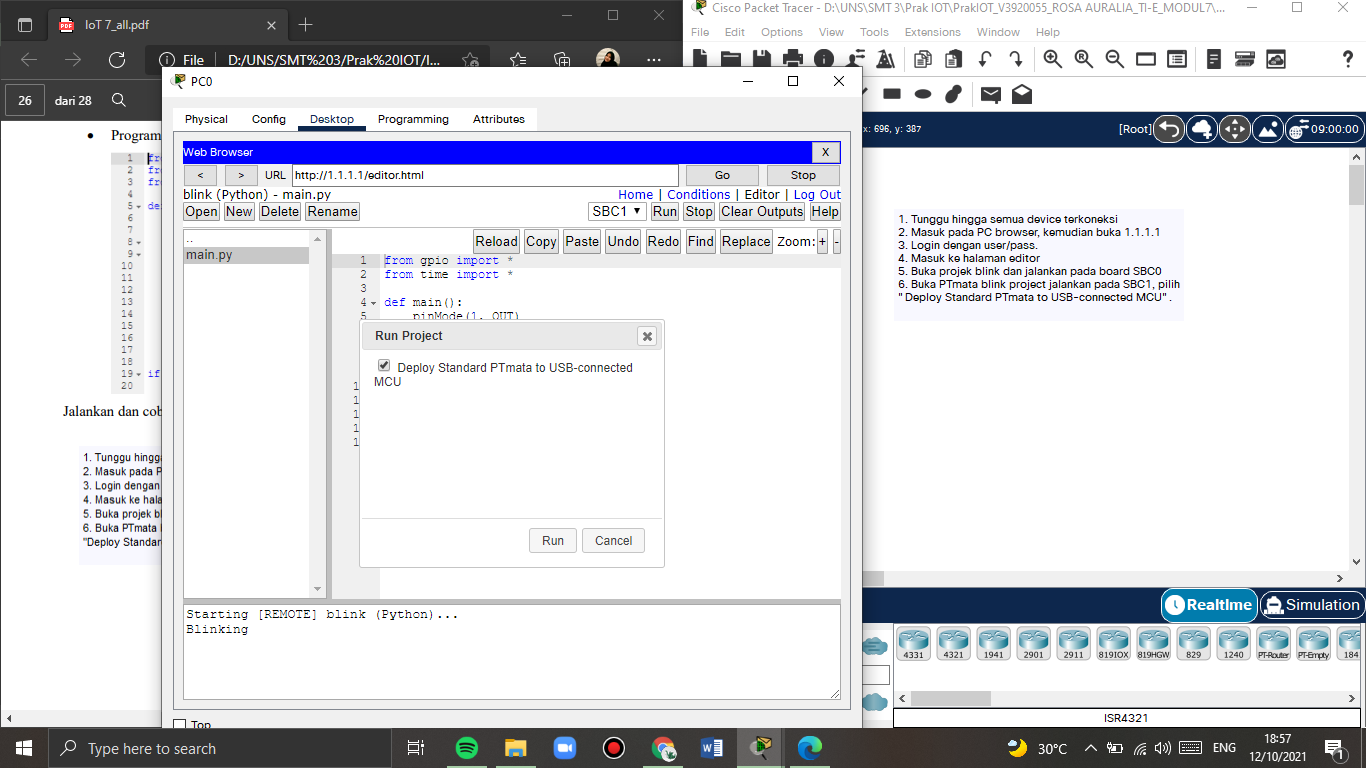 IoT 7_all.pdf
File
D:/UNS/SMT%203/Prak%20IOT/I...
26 dari 28
Program
1
2
3
4
5
6
7
8
9
10
11
12
13
14
15
16
17
18
19 if
20
Jalankan dan cob
1. Tunggu hingga
2. Masuk pada P
3. Login dengan
4. Masuk ke hala
5. Buka projek bl
6. Buka PTmata b
"Deploy Standar
PC0
Physical Config Desktop Programming Attributes
Web Browser X
< > URL http://1.1.1.1/editor.html Go Stop
blink (Python) - main.py Home | Conditions | Editor | Log Out
Open New Delete Rename SBC1 Run Stop Clear Outputs Help
..
main.py
Reload Copy Paste Undo Redo Find Replace Zoom: + -
1 from gpio import *
2 from time import *
3
4 def main():
5 pinMode(1, OUT)
1
1
1
1
1
Run Project
Deploy Standard PTmata to USB-connected
MCU
Run Cancel
Starting [REMOTE] blink (Python)...
Blinking
Top
Cisco Packet Tracer - D:\UNS\SMT 3\Prak IOT\PrakIOT_V3920055_ROSA AURALIA_TI-E_MODUL7\...
File Edit Options View Tools Extensions Window Help
x: 696, y: 387
[Root] 09:00:00
1. Tunggu hingga semua device terkoneksi
2. Masuk pada PC browser, kemudian buka 1.1.1.1
3. Login dengan user/pass.
4. Masuk ke halaman editor
5. Buka projek blink dan jalankan pada board SBC0
6. Buka PTmata blink project jalankan pada SBC1, pilih
"Deploy Standard PTmata to USB-connected MCU".
Realtime Simulation
4331 4321 1941 2901 2911 819IOX 819HGW 829 1240 PT-Router PT-Empty 184
ISR4321
Type here to search
30°C
ENG
18:57
12/10/2021
1